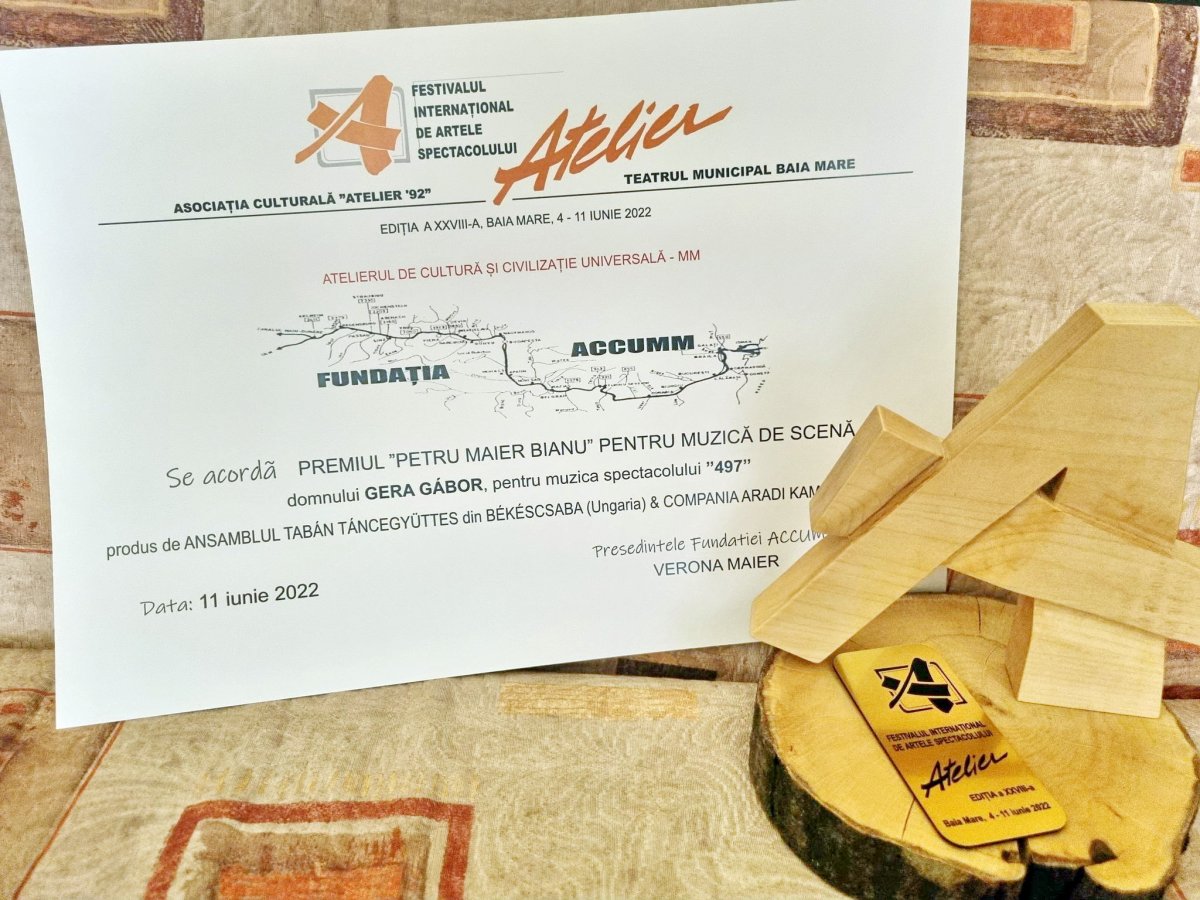 FESTIVALUL
INTERNAȚIONAL
DE ARTELE
SPECTACOLULUI
Atelier
ASOCIAȚIA CULTURALĂ ”ATELIER '92”
TEATRUL MUNICIPAL BAIA MARE
EDIȚIA A XXVIII-A, BAIA MARE, 4 - 11 IUNIE 2022
ATELIERUL DE CULTURĂ ȘI CIVILIZAȚIE UNIVERSALĂ - MM
FUNDAȚIA
ACCUMM
Se acordă PREMIUL ”PETRU MAIER BIANU” PENTRU MUZICĂ DE SCENĂ
domnului GERA GÁBOR, pentru muzica spectacolului ”497”
produs de ANSAMBLUL TABÁN TÁNCEGYÜTTES din BÉKÉSCSABA (Ungaria) & COMPANIA ARADI KAM
Presedintele Fundatiei ACCUM
VERONA MAIER
Data: 11 iunie 2022
FESTIVALUL INTERNAȚIONAL
DE ARTELE SPECTACOLULUI
Atelier
EDIȚIA a XXVIII-a
Baia Mare, 4 - 11 iunie 2022